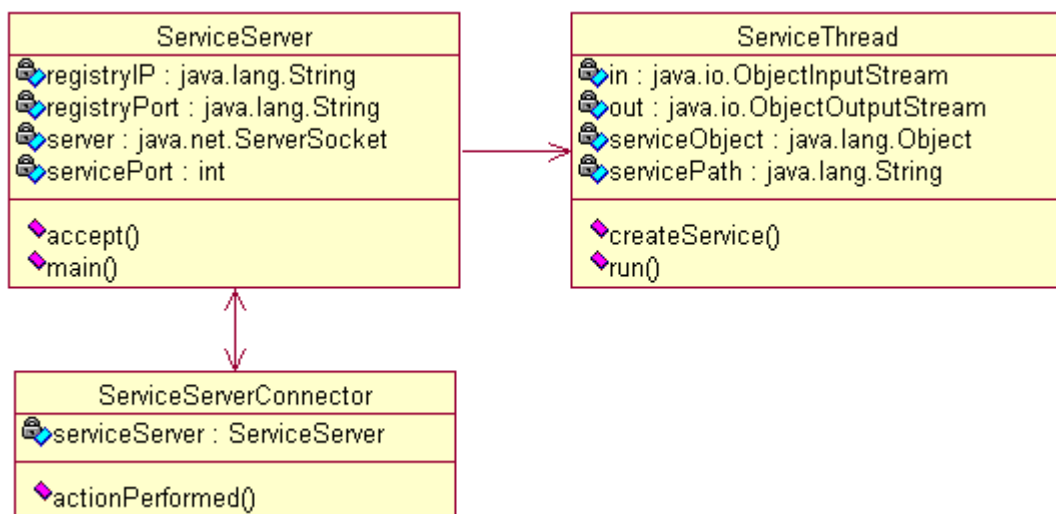 ServiceServer
registryIP : java.lang.String
registryPort : java.lang.String
server : java.net.ServerSocket
servicePort : int
accept()
main()
ServiceThread
in : java.io.ObjectInputStream
out : java.io.ObjectOutputStream
serviceObject : java.lang.Object
servicePath : java.lang.String
createService()
run()
ServiceServerConnector
serviceServer : ServiceServer
actionPerformed()